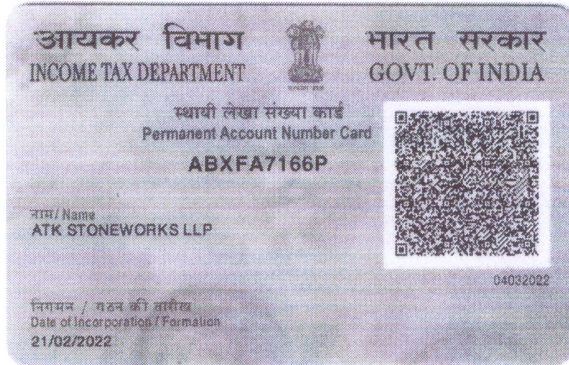 आयकर विभाग
INCOME TAX DEPARTMENT
भारत सरकार
GOVT. OF INDIA
स्थायी लेखा संख्या कार्ड
Permanent Account Number Card
ABXFA7166P
नाम/ Name
ATK STONEWORKS LLP
04032022
निगमन / गठन की तारीख
Date of Incorporation / Formation
21/02/2022